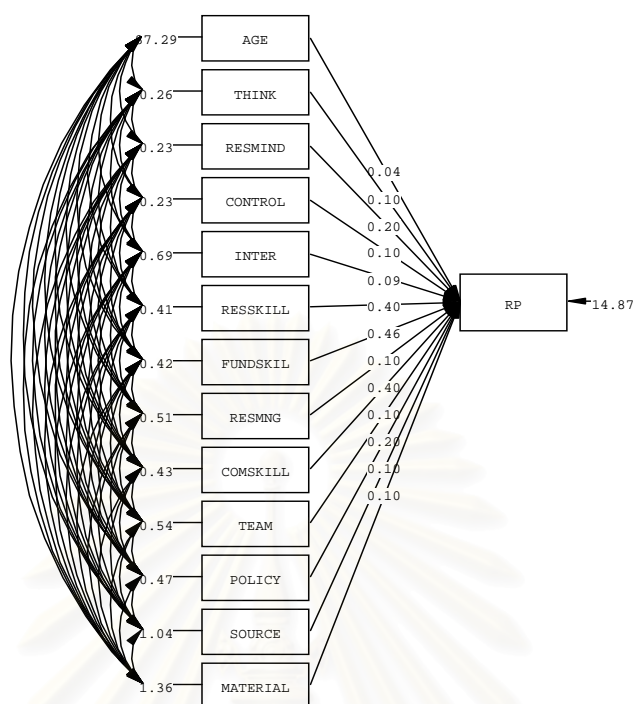 AGE
0.26 THINK
0.23 RESMIND
0.04
0.23 CONTROL
0.10
0.20
0.69 INTER
0.10
0.09
0.41 RESSKILL
0.40
RP
14.87
0.46
0.42 FUNDSKIL
0.10
0.40
0.51 RESMNG
0.10
0.20
0.43 COMSKILL
0.10
0.10
0.54 TEAM
0.47 POLICY
1.04 SOURCE
1.36 MATERIAL